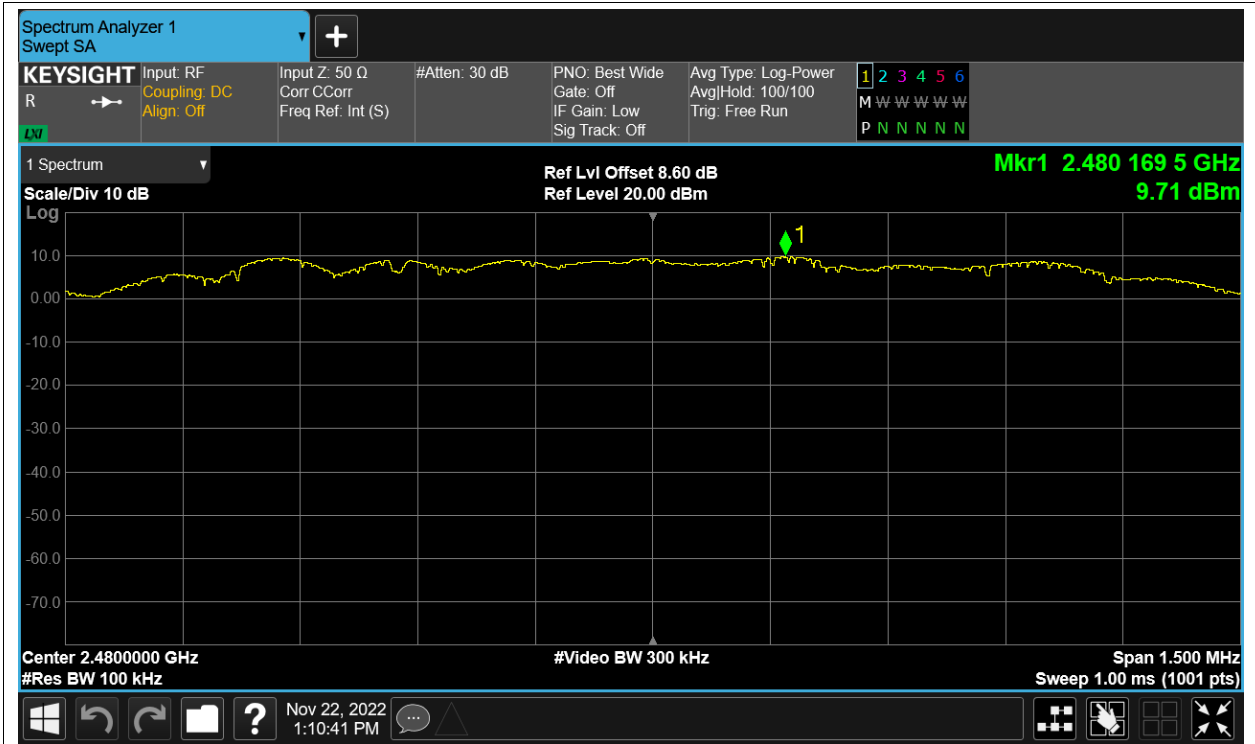 Spectrum Analyzer 1
Swept SA
KEYSIGHT
R
LXI
Input: RF
Coupling: DC
Align: Off
Input Z: 50 Ω
Corr CCorr
Freq Ref: Int (S)
#Atten: 30 dB
PNO: Best Wide
Gate: Off
IF Gain: Low
Sig Track: Off
Avg Type: Log-Power
Avg|Hold: 100/100
Trig: Free Run
1 2 3 4 5 6
M W W W W W
P N N N N N
1 Spectrum
Scale/Div 10 dB
Log
Ref Lvl Offset 8.60 dB
Ref Level 20.00 dBm
Mkr1 2.480 169 5 GHz
9.71 dBm
1
10.0
0.00
-10.0
-20.0
-30.0
-40.0
-50.0
-60.0
-70.0
Center 2.4800000 GHz
#Video BW 300 kHz
Span 1.500 MHz
#Res BW 100 kHz
Sweep 1.00 ms (1001 pts)
?
Nov 22, 2022
1:10:41 PM